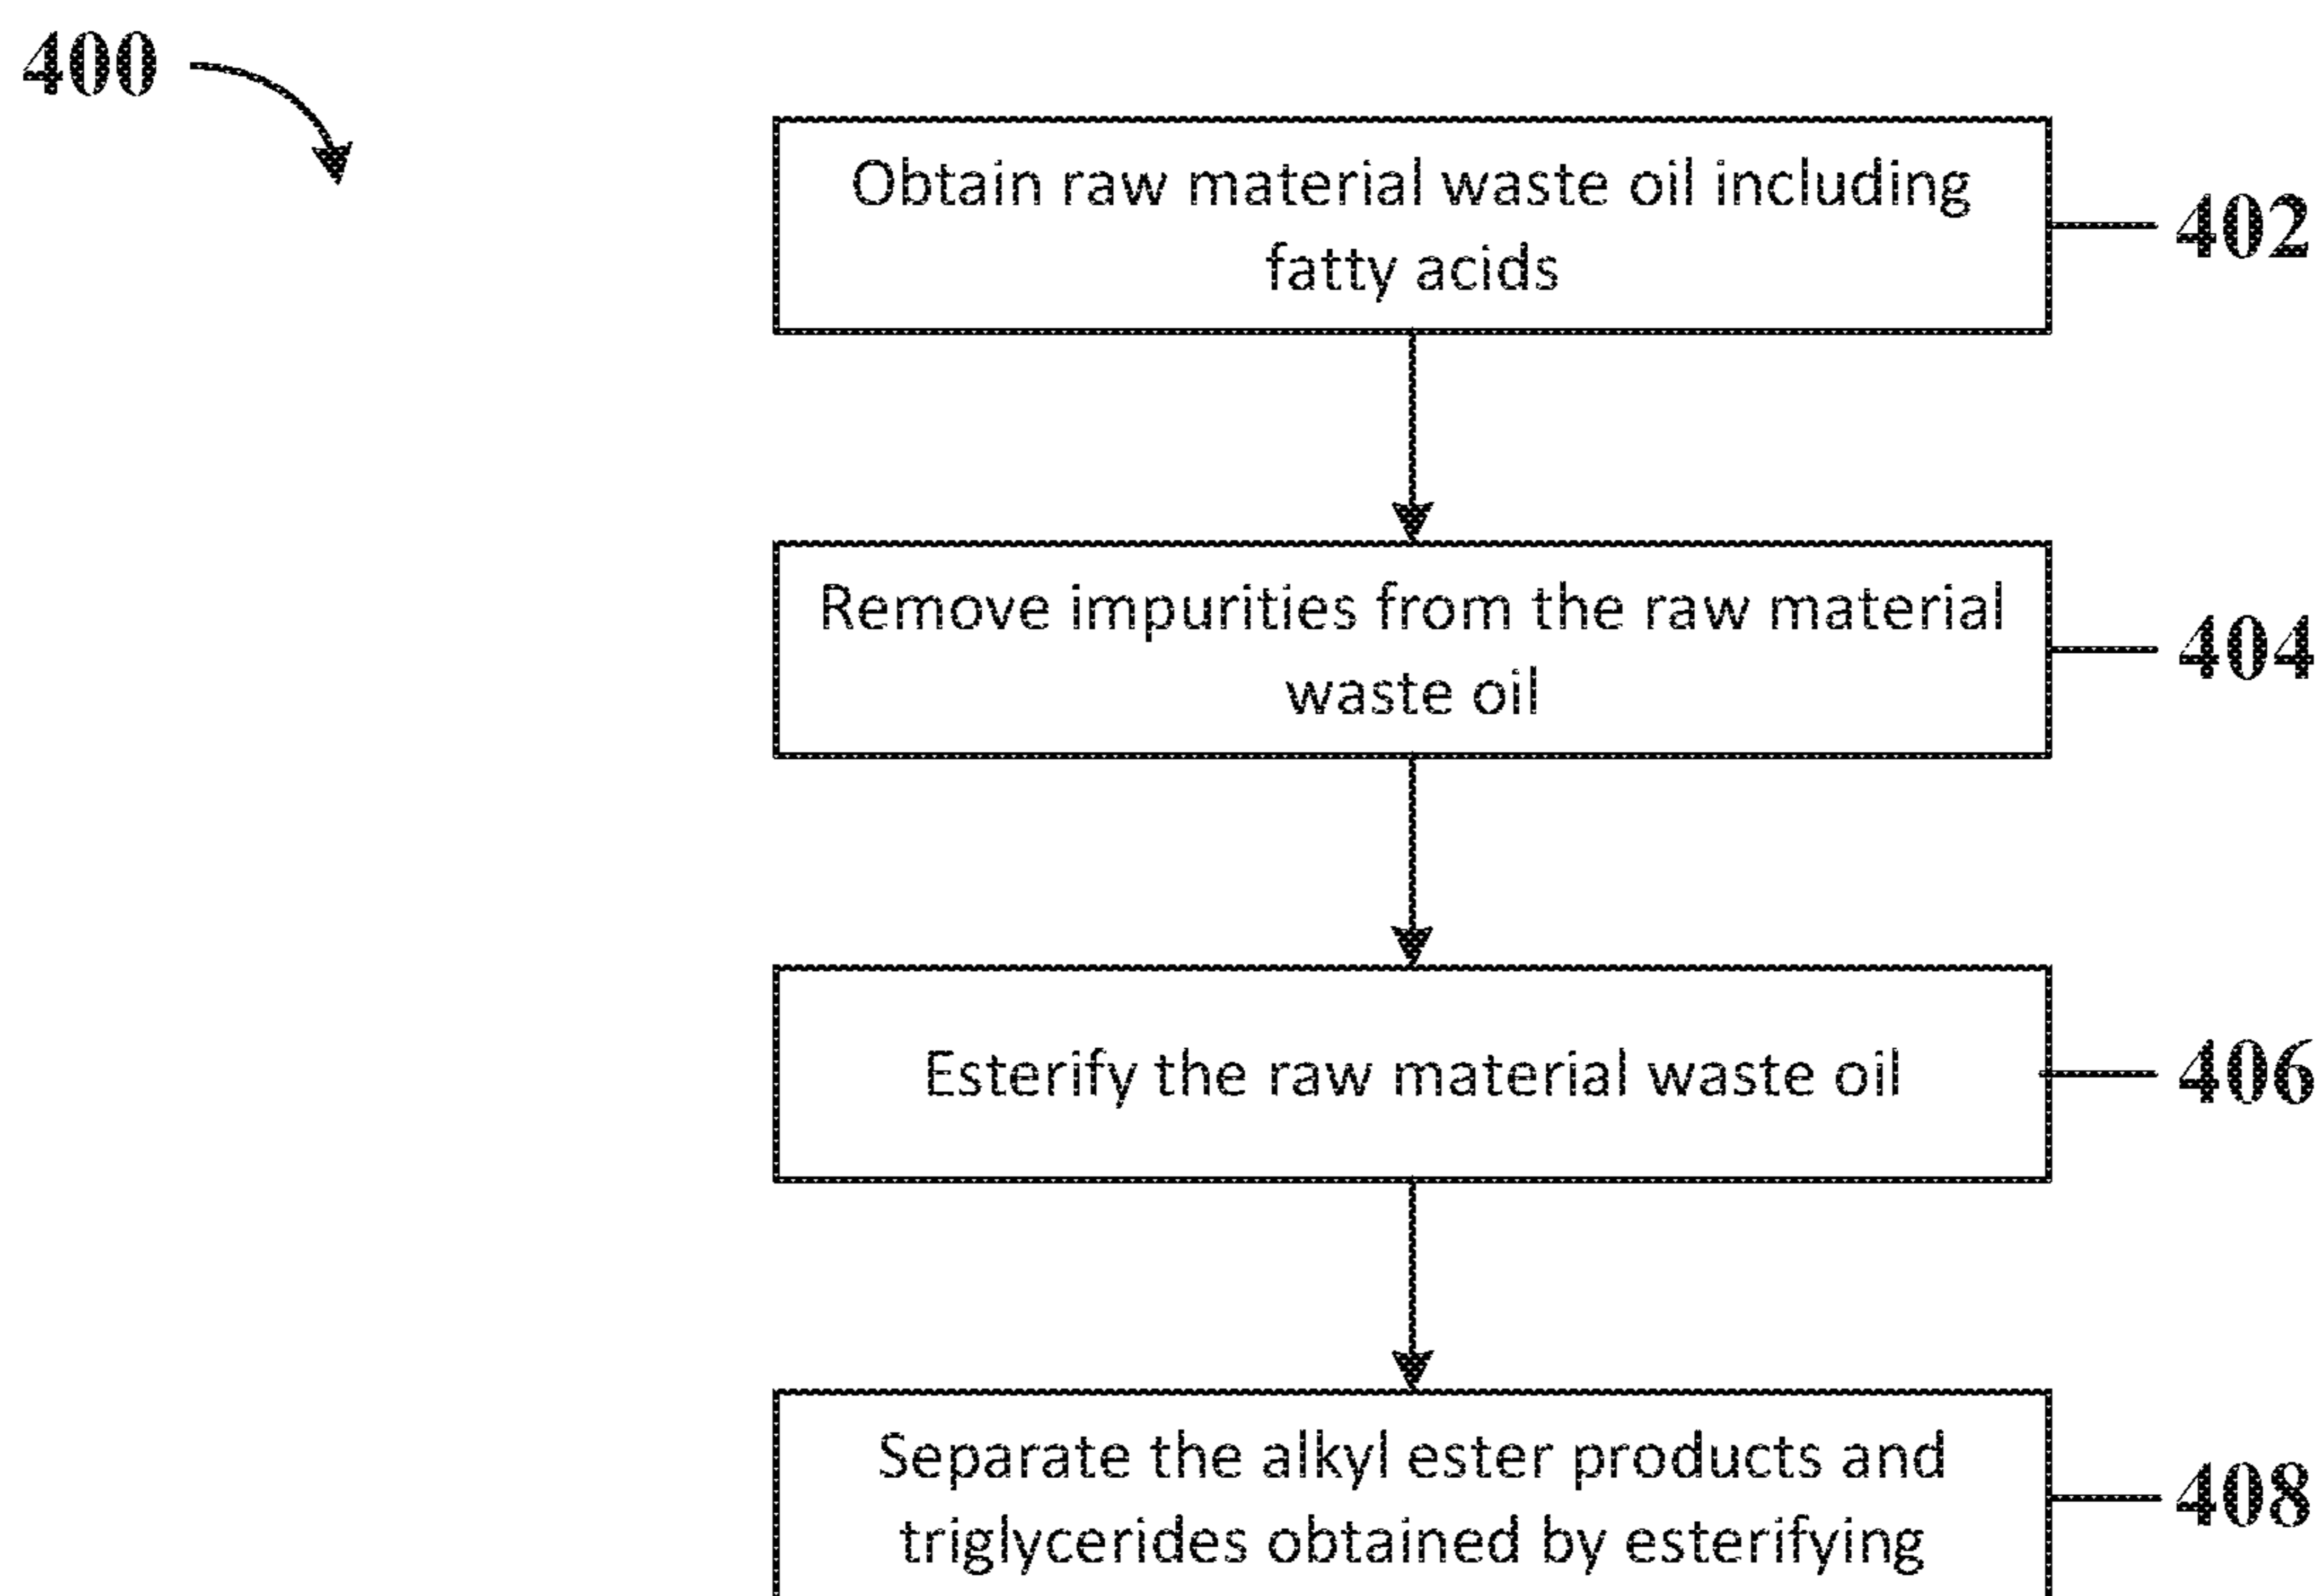 400
Obtain raw material waste oil including
fatty acids
402
Remove impurities from the raw material
waste oil
404
Esterify the raw material waste oil
406
Separate the alkyl ester products and
triglycerides obtained by esterifying
408